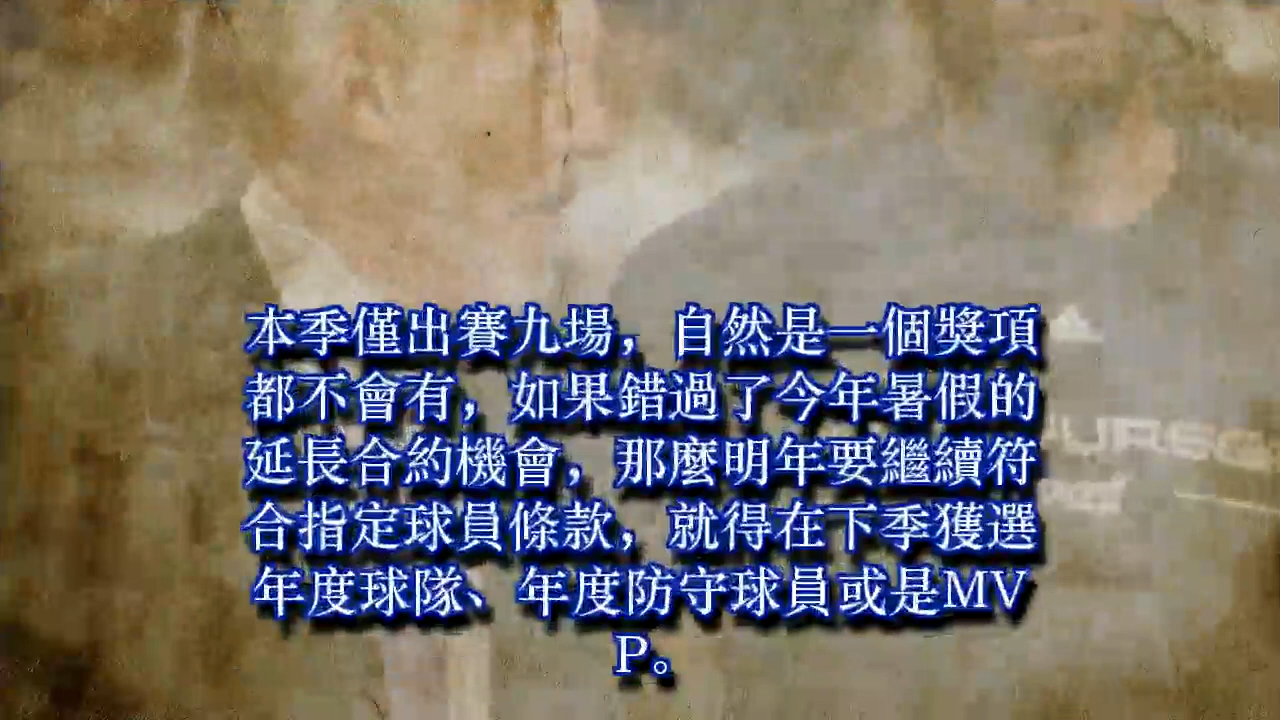 本季僅出賽九場，自然是一個獎項
都不會有，如果錯過了今年暑假的
延長合約機會，那麼明年要繼續符
合指定球員條款，就得在下季獲選
年度球隊、年度防守球員或是MV
P。